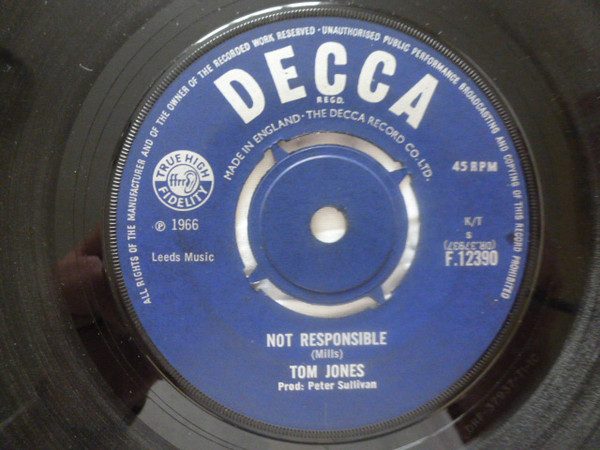 ALL RIGHTS OF THE MANUFACTURER AND OF THE OWNER OF THE RECORDED WORK RESERVED · UNAUTHORISED PUBLIC PERFORMANCE BROADCASTING AND COPYING OF THIS RECORD PROHIBITED
DECCA
REGD.
MADE IN ENGLAND · THE DECCA RECORD CO. LTD.
TRUE HIGH
ffrr
FIDELITY
45 RPM
℗ 1966
K/T
s
(DR.37937)
Leeds Music
F.12390
NOT RESPONSIBLE
(Mills)
TOM JONES
Prod: Peter Sullivan